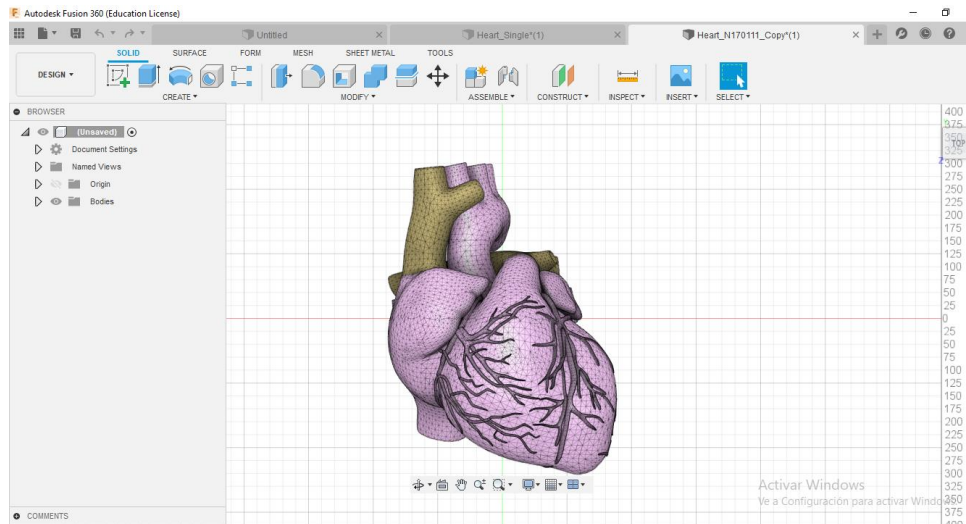 Autodesk Fusion 360 (Education License)
Untitled
Heart_Single*(1)
Heart_N170111_Copy*(1)
SOLID
SURFACE
FORM
MESH
SHEET METAL
TOOLS
DESIGN
CREATE
MODIFY
ASSEMBLE
CONSTRUCT
INSPECT
INSERT
SELECT
BROWSER
(Unsaved)
Document Settings
Named Views
Origin
Bodies
TOP
400
375
350
325
300
275
250
225
200
175
150
125
100
75
50
25
0
25
50
75
100
125
150
175
200
225
250
275
300
325
350
375
Activar Windows
Ve a Configuración para activar Windows.
COMMENTS